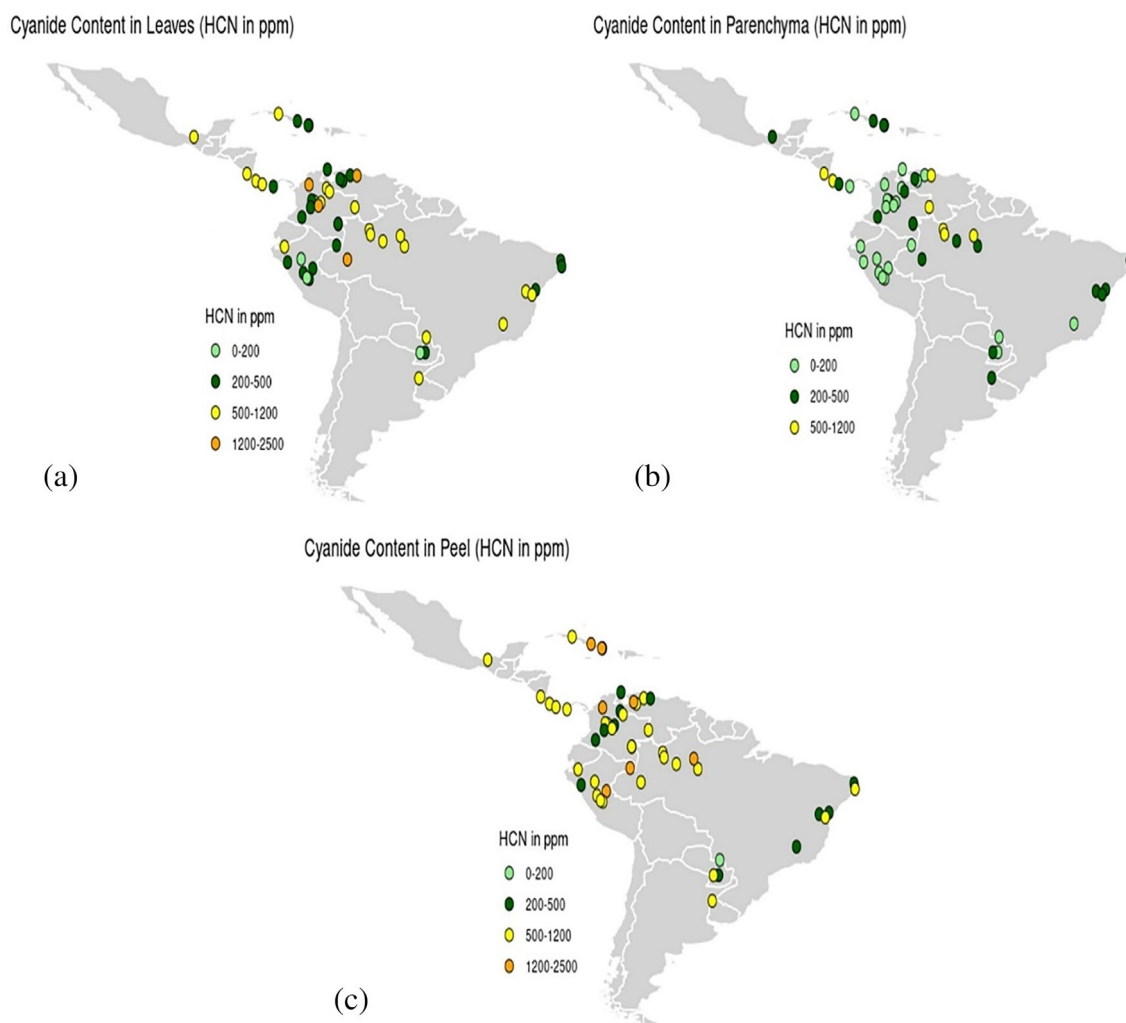 Cyanide Content in Leaves (HCN in ppm)
Cyanide Content in Parenchyma (HCN in ppm)
HCN in ppm
0-200
200-500
500-1200
1200-2500
(a)
HCN in ppm
0-200
200-500
500-1200
(b)
Cyanide Content in Peel (HCN in ppm)
HCN in ppm
0-200
200-500
500-1200
1200-2500
(c)